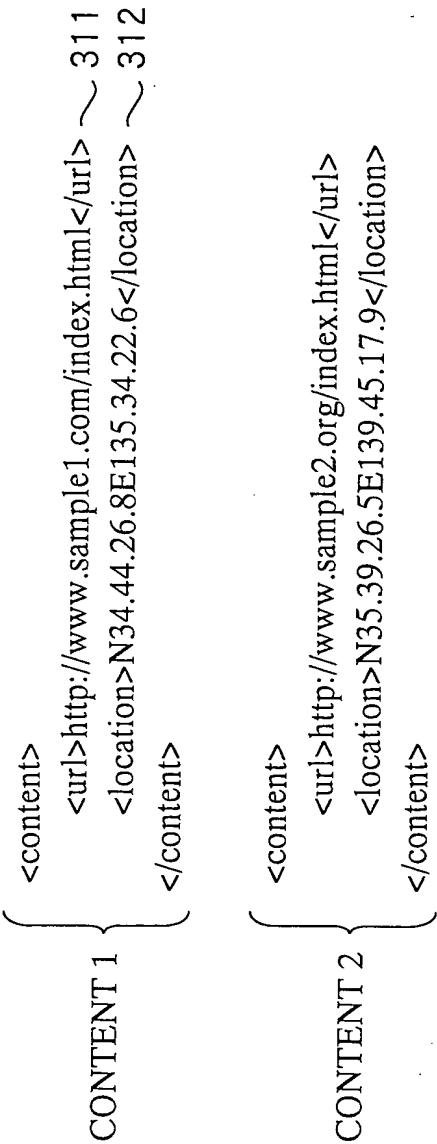 CONTENT 1
<content>
<url>http://www.sample1.com/index.html</url> 311
<location>N34.44.26.8E135.34.22.6</location> 312
</content>
CONTENT 2
<content>
<url>http://www.sample2.org/index.html</url>
<location>N35.39.26.5E139.45.17.9</location>
</content>